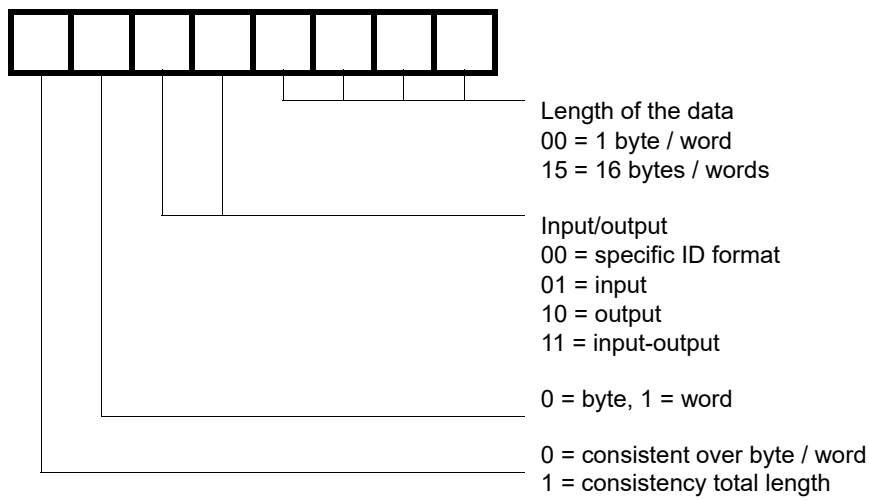 Length of the data
00 = 1 byte / word
15 = 16 bytes / words
Input/output
00 = specific ID format
01 = input
10 = output
11 = input-output
0 = byte, 1 = word
0 = consistent over byte / word
1 = consistency total length